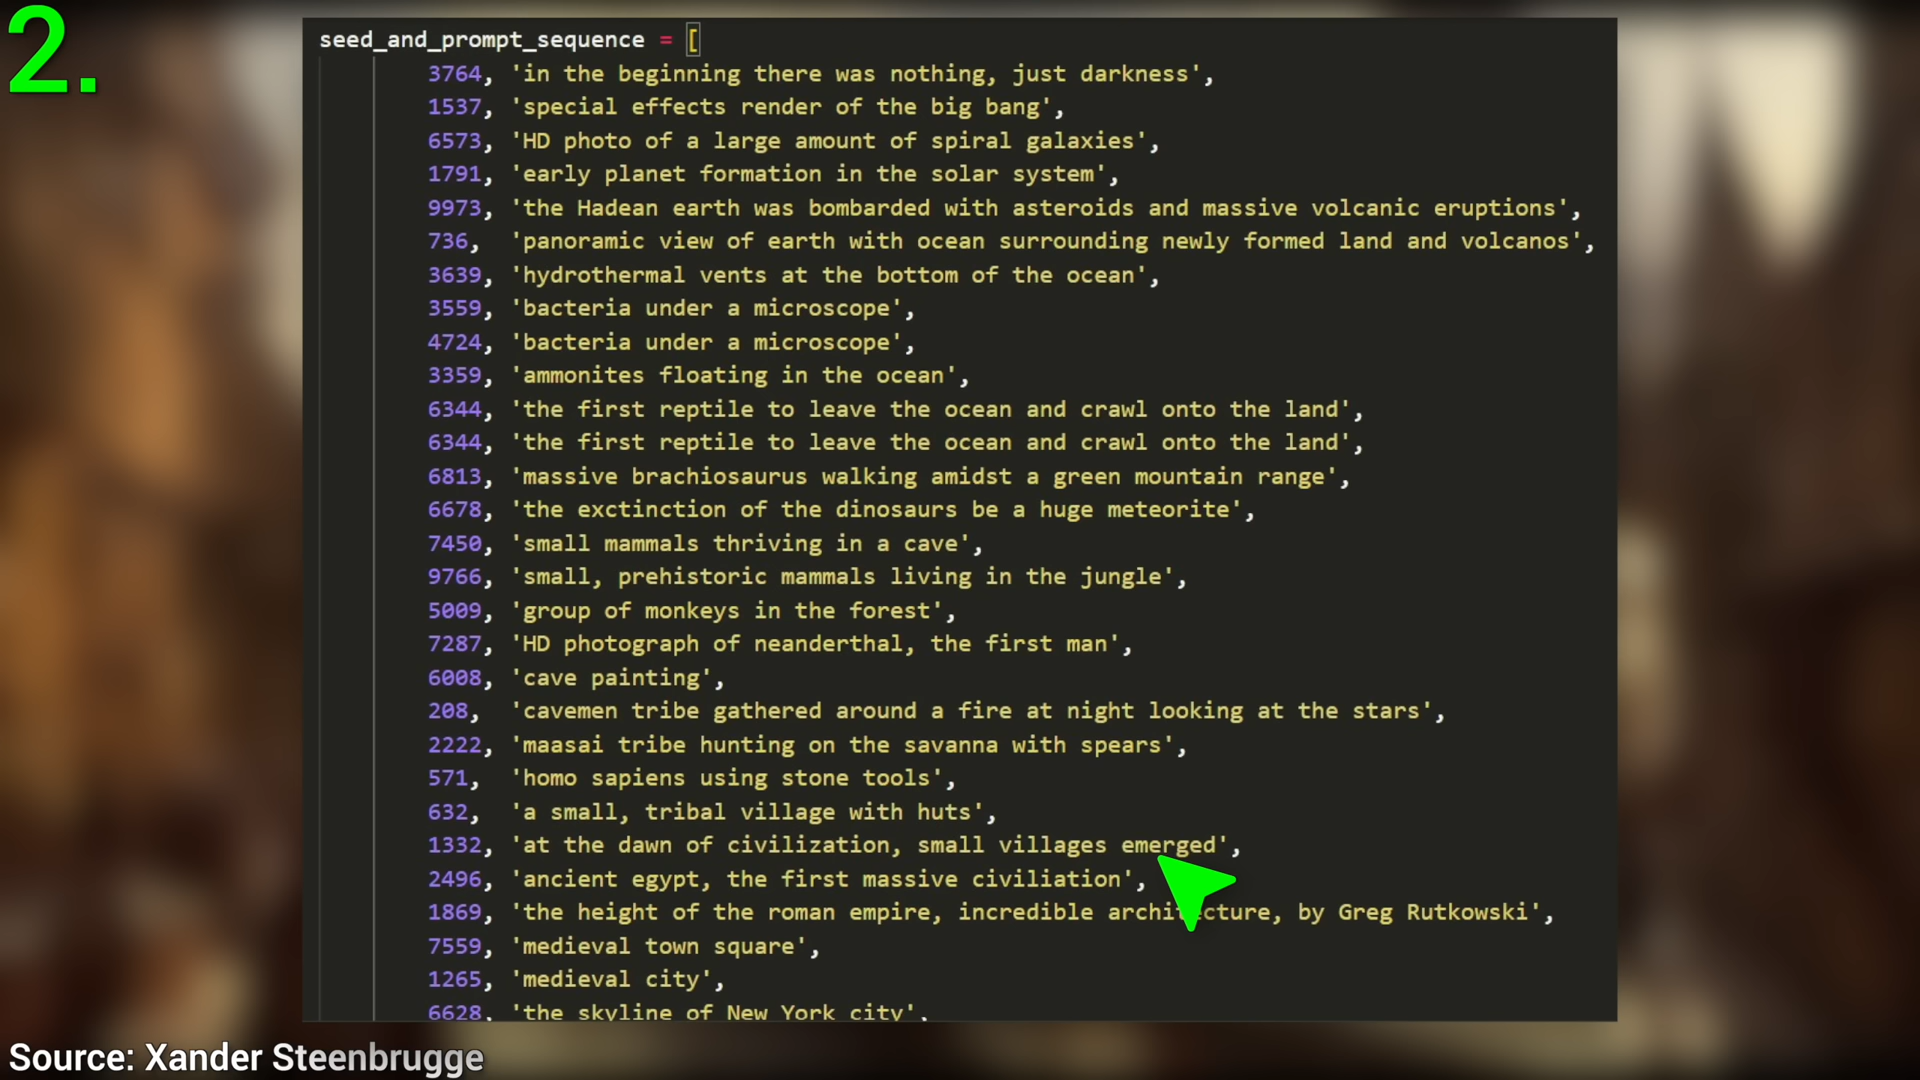 2.
seed_and_prompt_sequence = [
3764, 'in the beginning there was nothing, just darkness',
1537, 'special effects render of the big bang',
6573, 'HD photo of a large amount of spiral galaxies',
1791, 'early planet formation in the solar system',
9973, 'the Hadean earth was bombarded with asteroids and massive volcanic eruptions',
736, 'panoramic view of earth with ocean surrounding newly formed land and volcanos',
3639, 'hydrothermal vents at the bottom of the ocean',
3559, 'bacteria under a microscope',
4724, 'bacteria under a microscope',
3359, 'ammonites floating in the ocean',
6344, 'the first reptile to leave the ocean and crawl onto the land',
6344, 'the first reptile to leave the ocean and crawl onto the land',
6813, 'massive brachiosaurus walking amidst a green mountain range',
6678, 'the exctinction of the dinosaurs be a huge meteorite',
7450, 'small mammals thriving in a cave',
9766, 'small, prehistoric mammals living in the jungle',
5009, 'group of monkeys in the forest',
7287, 'HD photograph of neanderthal, the first man',
6008, 'cave painting',
208, 'cavemen tribe gathered around a fire at night looking at the stars',
2222, 'maasai tribe hunting on the savanna with spears',
571, 'homo sapiens using stone tools',
632, 'a small, tribal village with huts',
1332, 'at the dawn of civilization, small villages emerged',
2496, 'ancient egypt, the first massive civiliation',
1869, 'the height of the roman empire, incredible architecture, by Greg Rutkowski',
7559, 'medieval town square',
1265, 'medieval city',
6628, 'the skyline of New York city',
Source: Xander Steenbrugge